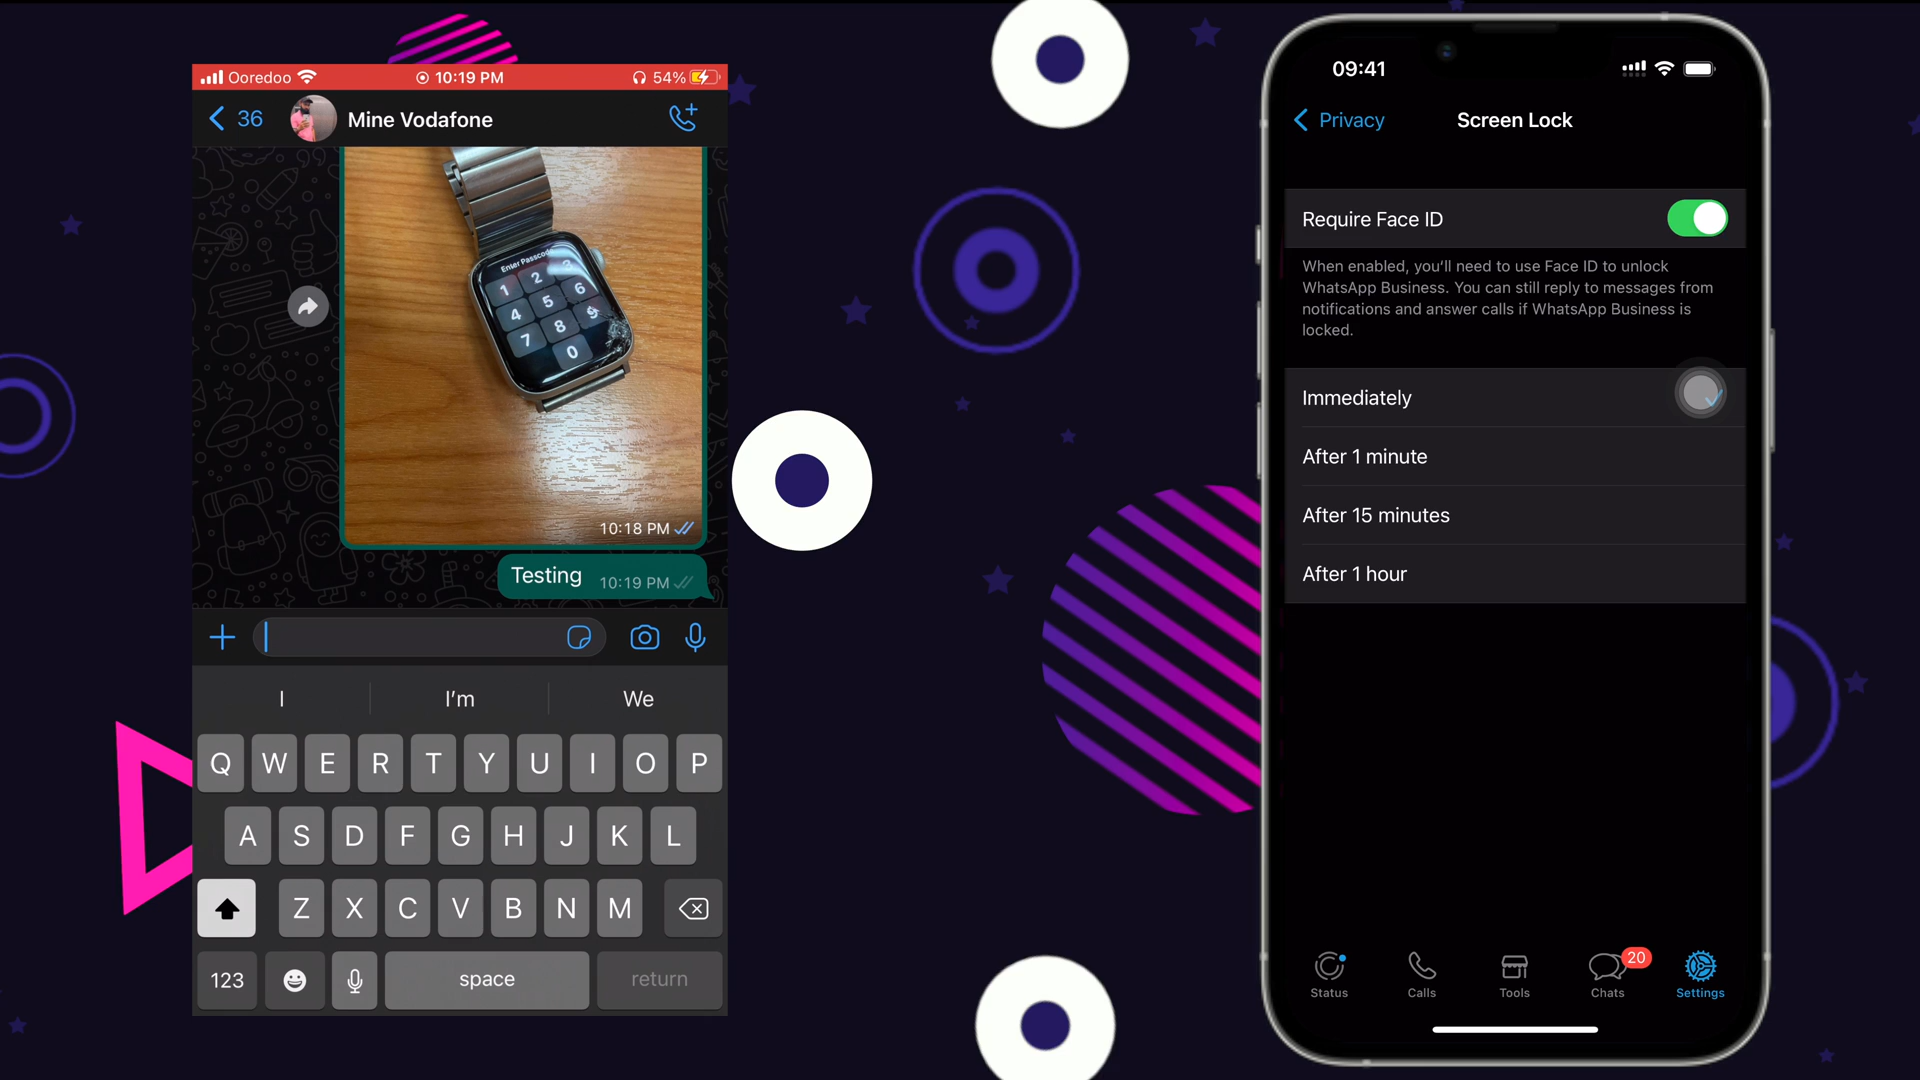 Ooredoo
10:19 PM
54%
36
Mine Vodafone
Enter Passcode
1 2 3
4 5 6
7 8 9
0
10:18 PM
Testing
10:19 PM
I
I'm
We
Q W E R T Y U I O P
A S D F G H J K L
Z X C V B N M
123
space
return
09:41
Privacy
Screen Lock
Require Face ID
When enabled, you'll need to use Face ID to unlock
WhatsApp Business. You can still reply to messages from
notifications and answer calls if WhatsApp Business is
locked.
Immediately
After 1 minute
After 15 minutes
After 1 hour
20
Status
Calls
Tools
Chats
Settings